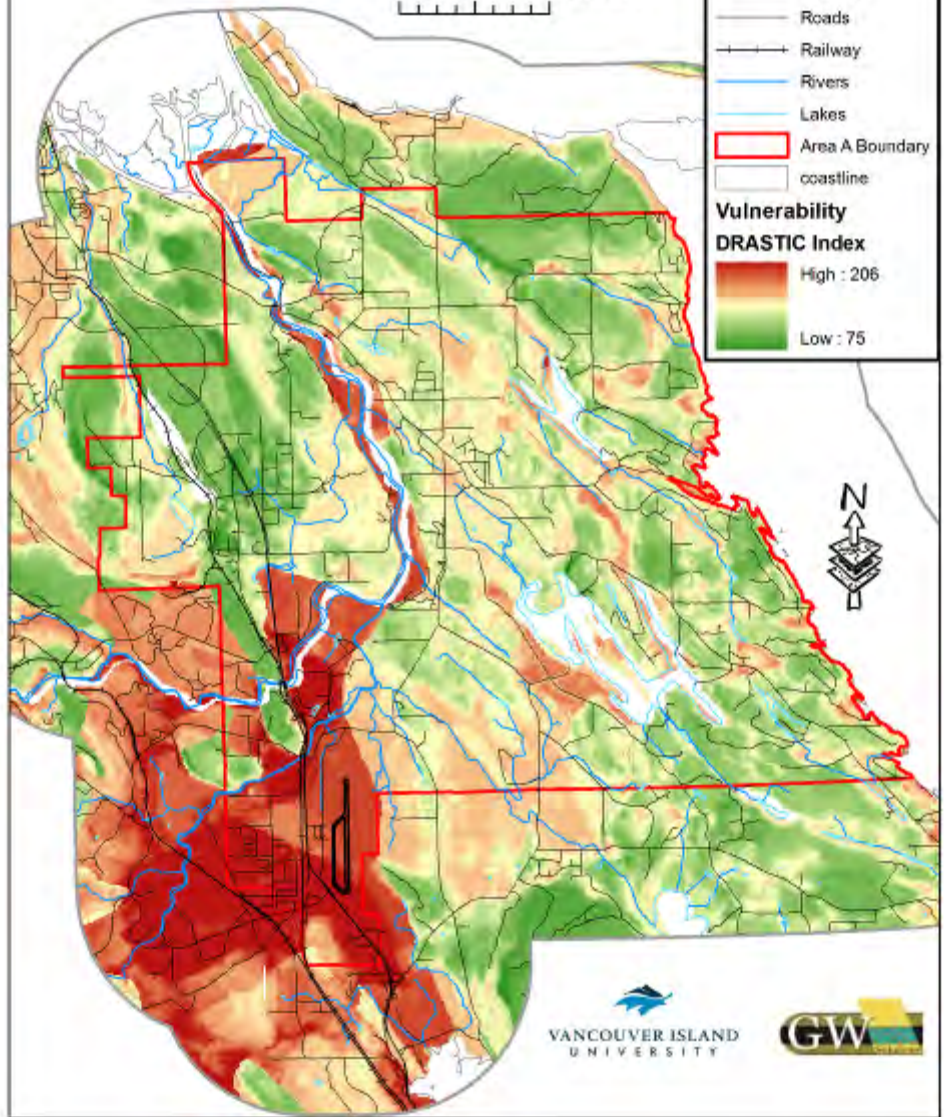 Roads
Railway
Rivers
Lakes
Area A Boundary
coastline
Vulnerability
DRASTIC Index
High : 206
Low : 75
N
VANCOUVER ISLAND
UNIVERSITY
GW